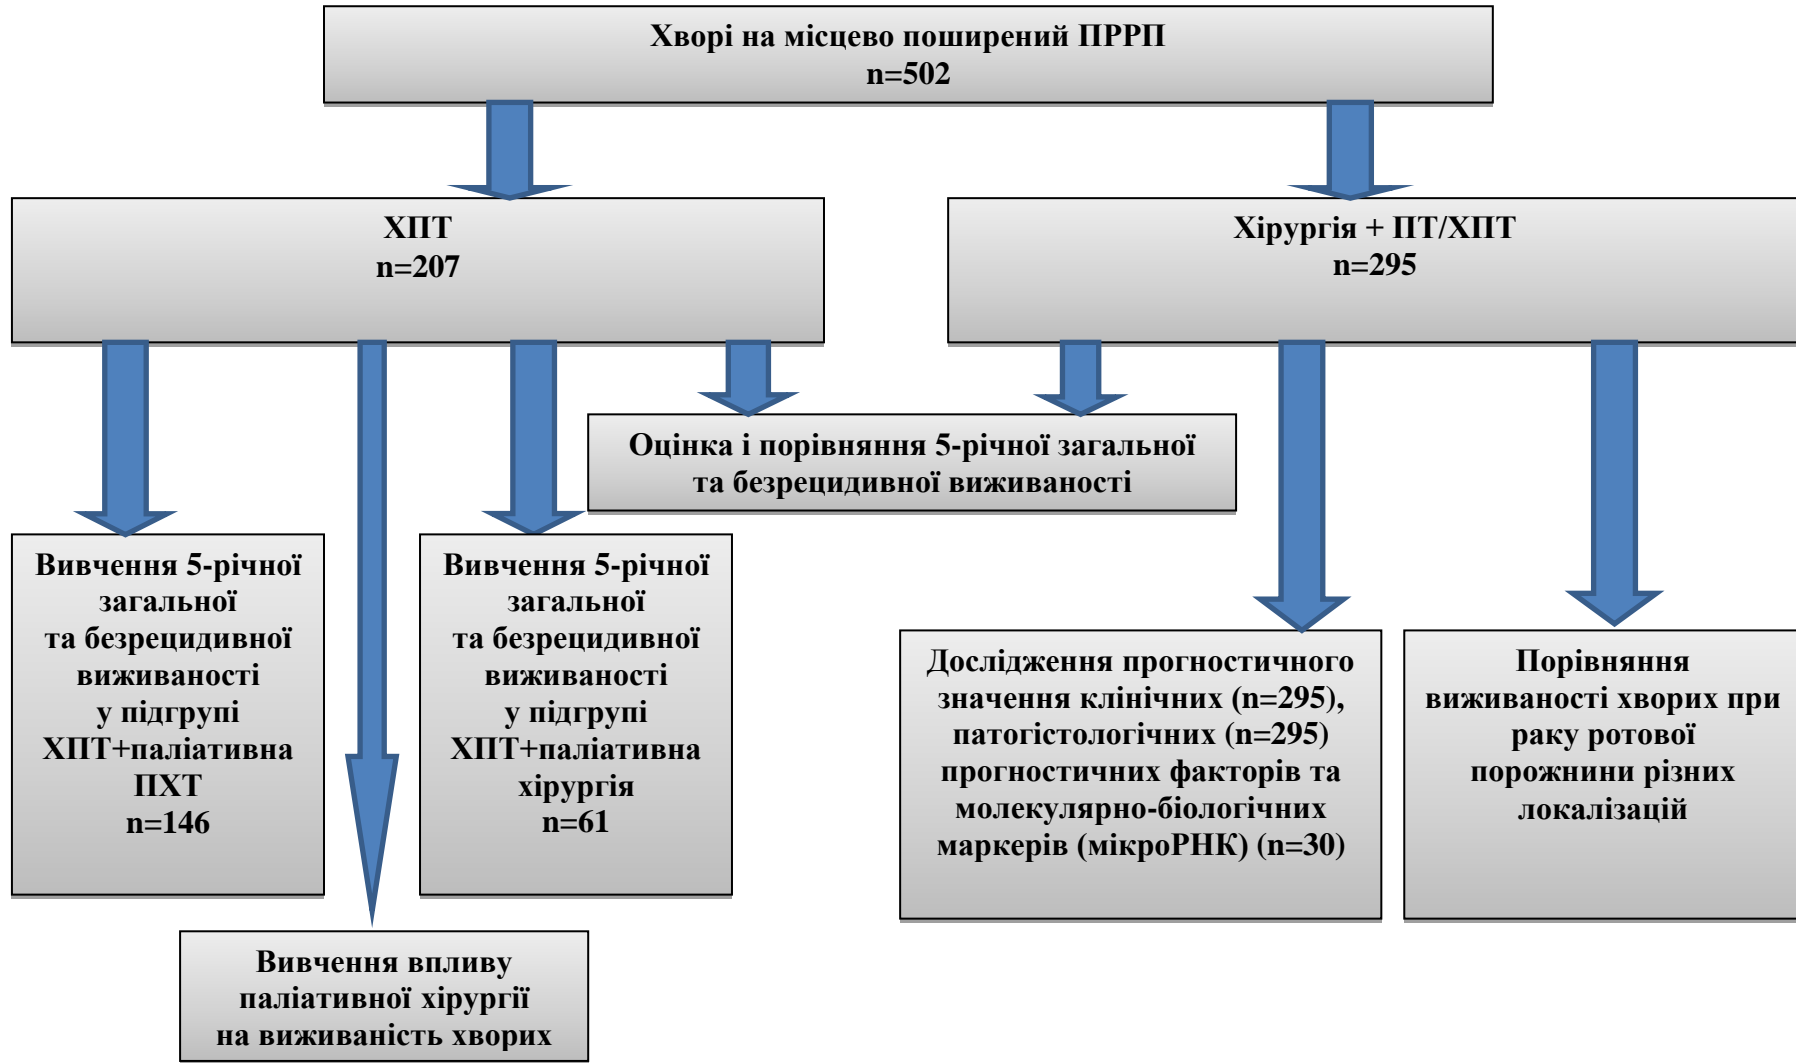 Хворі на місцево поширений ПРРП
n=502
ХПТ
n=207
Хірургія + ПТ/ХПТ
n=295
Оцінка і порівняння 5-річної загальної
та безрецидивної виживаності
Вивчення 5-річної
загальної
та безрецидивної
виживаності
у підгрупі
ХПТ+паліативна
ПХТ
n=146
Вивчення 5-річної
загальної
та безрецидивної
виживаності
у підгрупі
ХПТ+паліативна
хірургія
n=61
Дослідження прогностичного
значення клінічних (n=295),
патогістологічних (n=295)
прогностичних факторів та
молекулярно-біологічних
маркерів (мікроРНК) (n=30)
Порівняння
виживаності хворих при
раку ротової
порожнини різних
локалізацій
Вивчення впливу
паліативної хірургії
на виживаність хворих